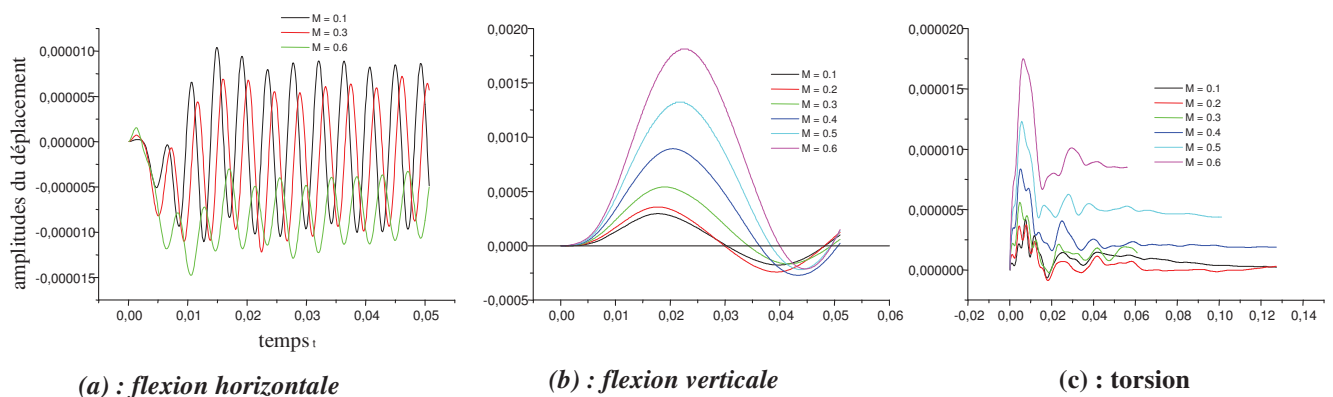 amplitudes du déplacement
0,000010
0,000005
0,000000
-0,000005
-0,000010
-0,000015
0,00 0,01 0,02 0,03 0,04 0,05
temps t
M = 0.1
M = 0.3
M = 0.6
(a) : flexion horizontale
0,0020
0,0015
0,0010
0,0005
0,0000
-0,0005
0,00 0,01 0,02 0,03 0,04 0,05 0,06
M = 0.1
M = 0.2
M = 0.3
M = 0.4
M = 0.5
M = 0.6
(b) : flexion verticale
0,000020
0,000015
0,000010
0,000005
0,000000
-0,02 0,00 0,02 0,04 0,06 0,08 0,10 0,12 0,14
M = 0.1
M = 0.2
M = 0.3
M = 0.4
M = 0.5
M = 0.6
(c) : torsion